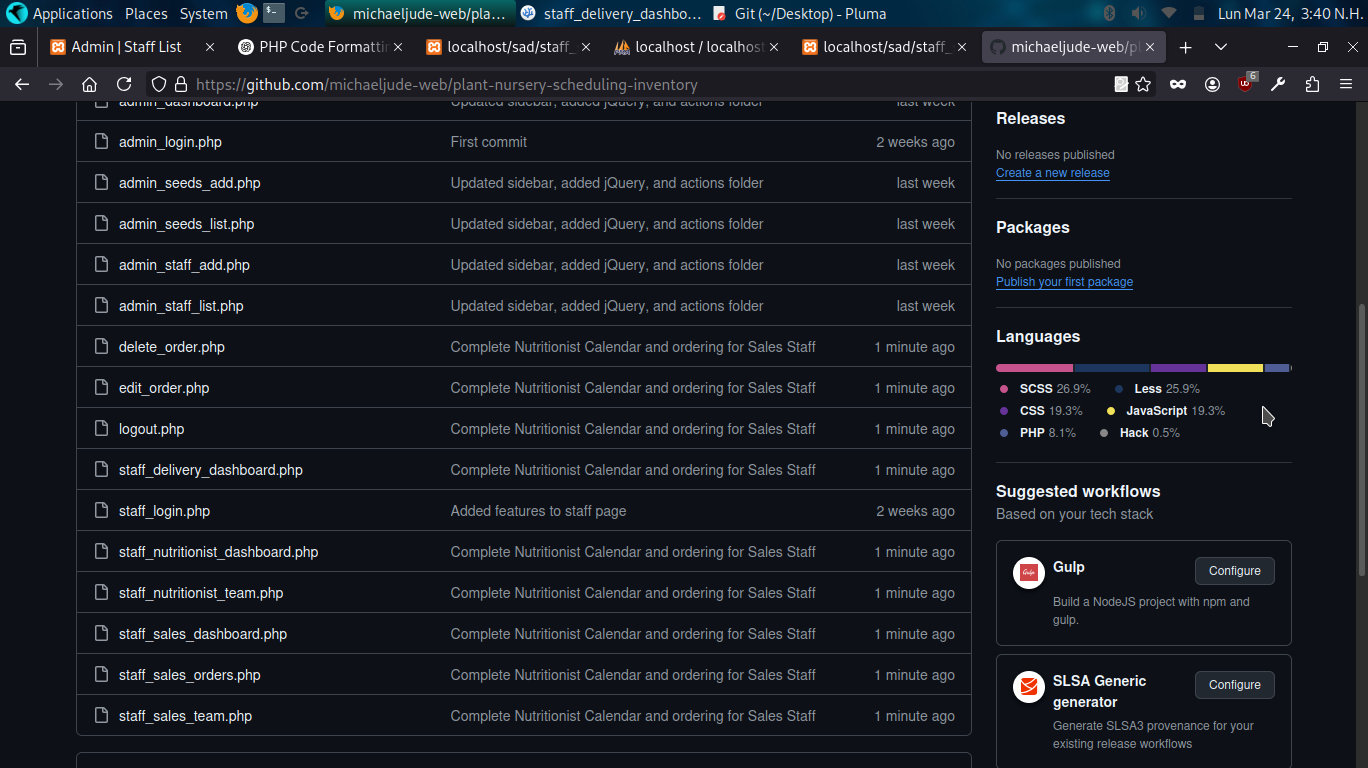 Applications Places System michaeljude-web/pla… staff_delivery_dashbo… Git (~/Desktop) - Pluma Lun Mar 24, 3:40 N.H.
Admin | Staff List PHP Code Formattin localhost/sad/staff_ localhost / localhost localhost/sad/staff_ michaeljude-web/pl
https://github.com/michaeljude-web/plant-nursery-scheduling-inventory 6
admin_dashboard.php Updated sidebar, added jQuery, and actions folder last week
admin_login.php First commit 2 weeks ago
admin_seeds_add.php Updated sidebar, added jQuery, and actions folder last week
admin_seeds_list.php Updated sidebar, added jQuery, and actions folder last week
admin_staff_add.php Updated sidebar, added jQuery, and actions folder last week
admin_staff_list.php Updated sidebar, added jQuery, and actions folder last week
delete_order.php Complete Nutritionist Calendar and ordering for Sales Staff 1 minute ago
edit_order.php Complete Nutritionist Calendar and ordering for Sales Staff 1 minute ago
logout.php Complete Nutritionist Calendar and ordering for Sales Staff 1 minute ago
staff_delivery_dashboard.php Complete Nutritionist Calendar and ordering for Sales Staff 1 minute ago
staff_login.php Added features to staff page 2 weeks ago
staff_nutritionist_dashboard.php Complete Nutritionist Calendar and ordering for Sales Staff 1 minute ago
staff_nutritionist_team.php Complete Nutritionist Calendar and ordering for Sales Staff 1 minute ago
staff_sales_dashboard.php Complete Nutritionist Calendar and ordering for Sales Staff 1 minute ago
staff_sales_orders.php Complete Nutritionist Calendar and ordering for Sales Staff 1 minute ago
staff_sales_team.php Complete Nutritionist Calendar and ordering for Sales Staff 1 minute ago
Releases
No releases published
Create a new release
Packages
No packages published
Publish your first package
Languages
SCSS 26.9% Less 25.9%
CSS 19.3% JavaScript 19.3%
PHP 8.1% Hack 0.5%
Suggested workflows
Based on your tech stack
Gulp Configure
Build a NodeJS project with npm and
gulp.
SLSA Generic
generator Configure
Generate SLSA3 provenance for your
existing release workflows